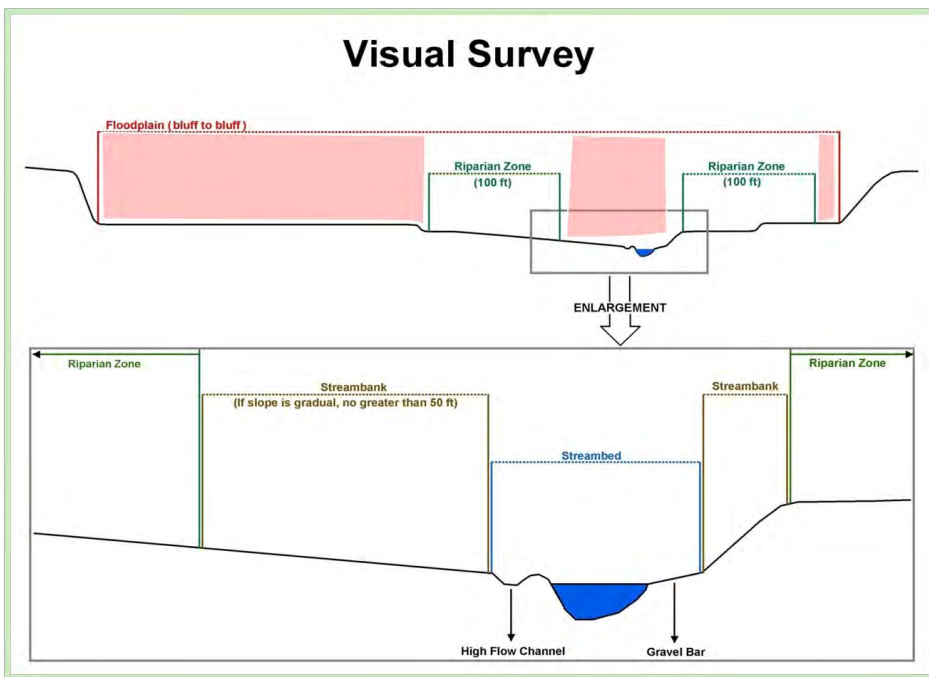 Visual Survey
Floodplain (bluff to bluff)
Riparian Zone
(100 ft)
Riparian Zone
(100 ft)
ENLARGEMENT
Riparian Zone
Riparian Zone
Streambank
(If slope is gradual, no greater than 50 ft)
Streambank
Streambed
High Flow Channel
Gravel Bar